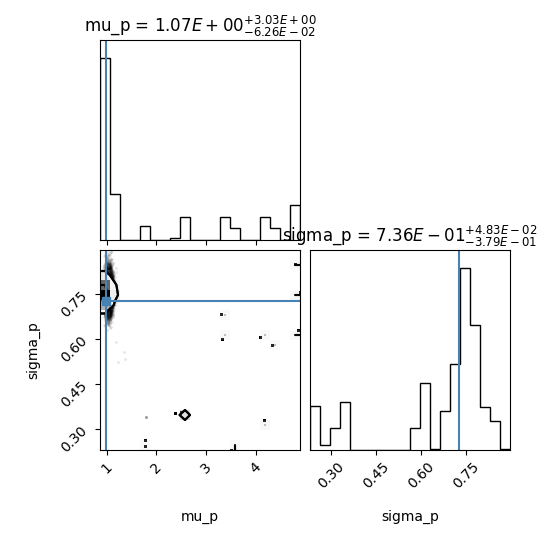 mu_p = 1.07E + 00 +3.03E + 00 −6.26E − 02
sigma_p = 7.36E − 01 +4.83E − 02 −3.79E − 01
0.75
0.60
0.45
0.30
sigma_p
1 2 3 4
0.30 0.45 0.60 0.75
mu_p
sigma_p